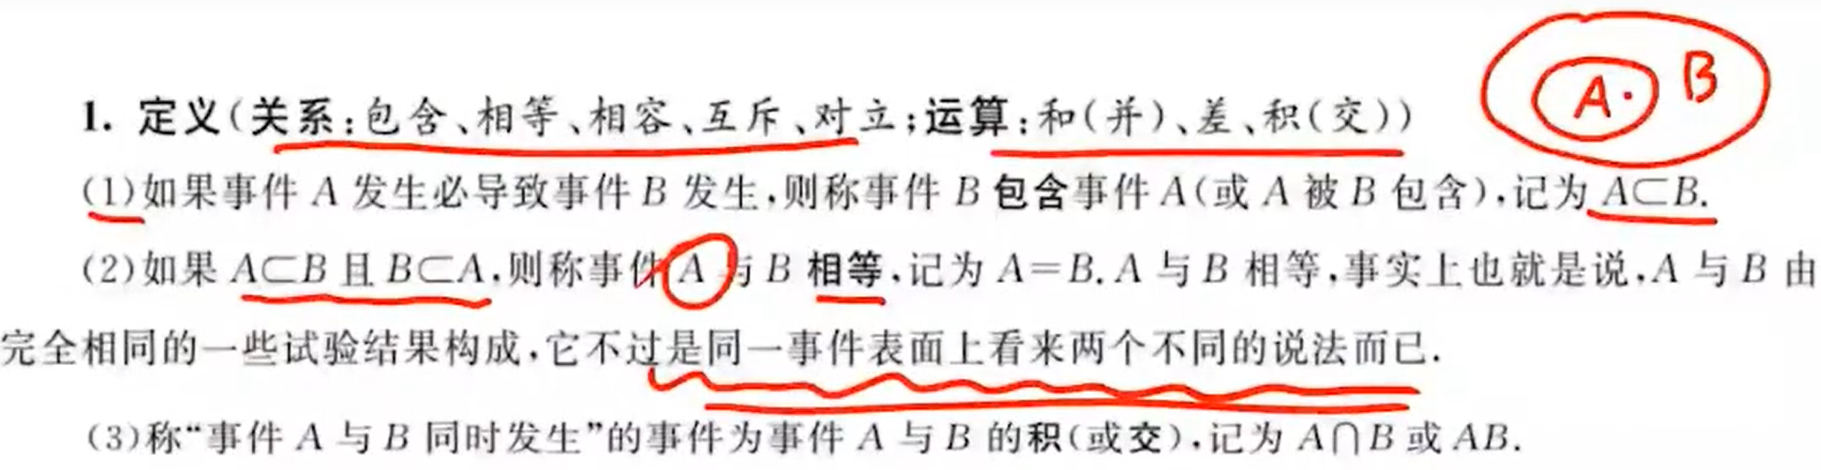 1. 定义(关系:包含、相等、相容、互斥、对立;运算:和(并)、差、积(交))
A. B
(1)如果事件 A 发生必导致事件 B 发生,则称事件 B 包含事件 A(或 A 被 B 包含),记为 A⊂B.
(2)如果 A⊂B 且 B⊂A,则称事件 A 与 B 相等,记为 A=B. A 与 B 相等,事实上也就是说,A 与 B 由
完全相同的一些试验结果构成,它不过是同一事件表面上看来两个不同的说法而已.
(3)称“事件 A 与 B 同时发生”的事件为事件 A 与 B 的积(或交),记为 A∩B 或 AB.